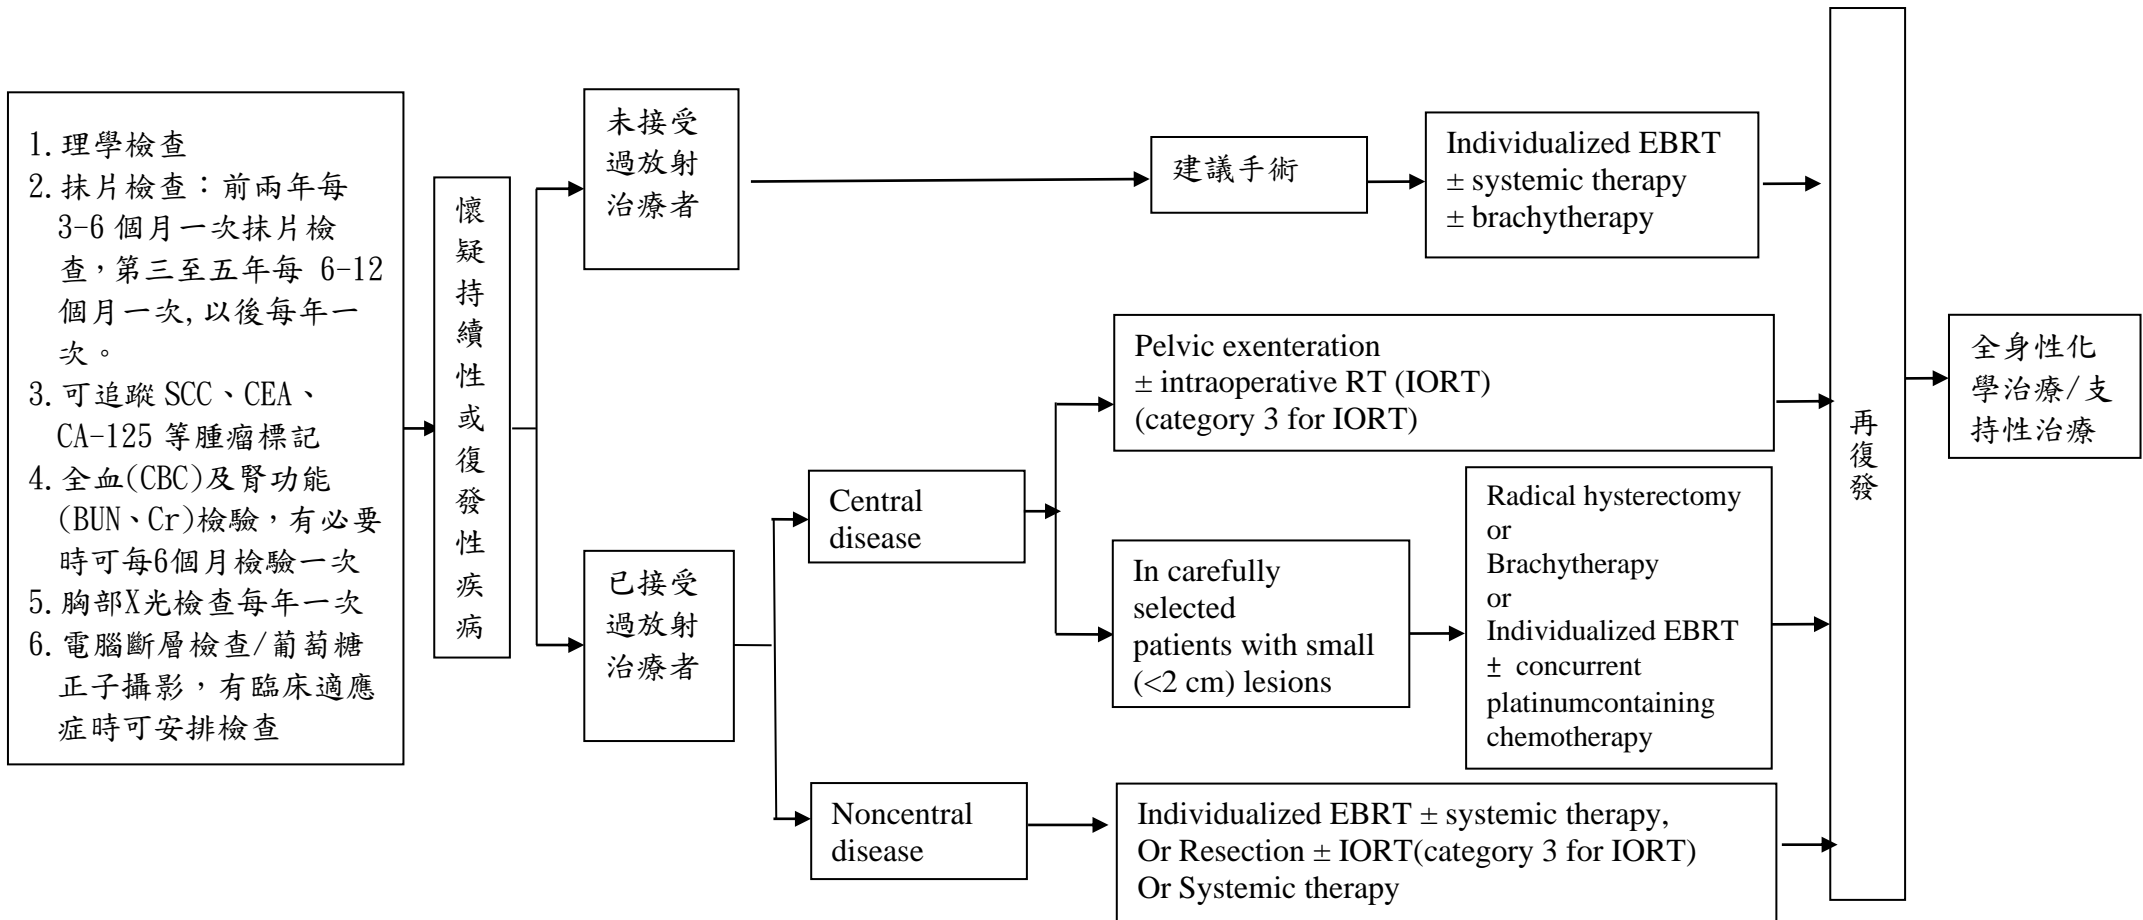 1.理學檢查
2.抹片檢查：前兩年每
3-6 個月一次抹片檢
查，第三至五年每 6-12
個月一次,以後每年一
次。
3.可追蹤 SCC、CEA、
CA-125 等腫瘤標記
4.全血(CBC)及腎功能
(BUN、Cr)檢驗，有必要
時可每6個月檢驗一次
5.胸部X光檢查每年一次
6.電腦斷層檢查/葡萄糖
正子攝影，有臨床適應
症時可安排檢查
懷
疑
持
續
性
或
復
發
性
疾
病
未接受
過放射
治療者
建議手術
Individualized EBRT
± systemic therapy
± brachytherapy
已接受
過放射
治療者
Central
disease
Pelvic exenteration
± intraoperative RT (IORT)
(category 3 for IORT)
In carefully
selected
patients with small
(<2 cm) lesions
Radical hysterectomy
or
Brachytherapy
or
Individualized EBRT
± concurrent
platinumcontaining
chemotherapy
Noncentral
disease
Individualized EBRT ± systemic therapy,
Or Resection ± IORT(category 3 for IORT)
Or Systemic therapy
再
復
發
全身性化
學治療/支
持性治療